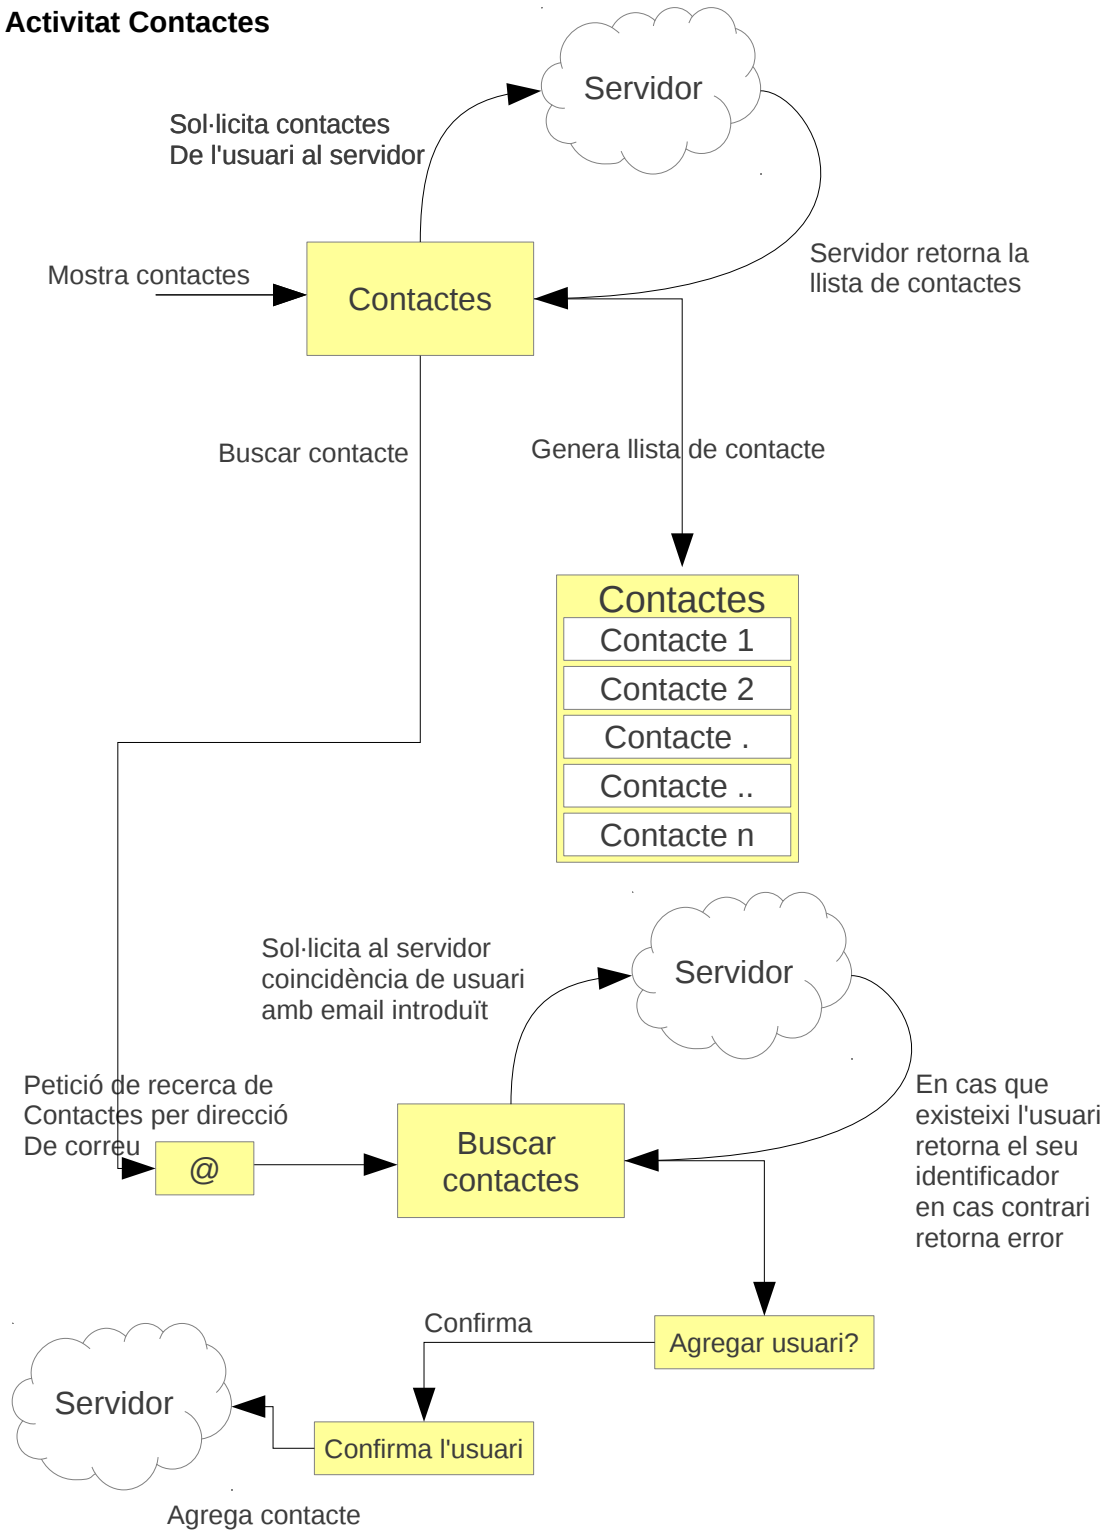 Activitat Contactes
Servidor
Sol·licita contactes
De l'usuari al servidor
Servidor retorna la
llista de contactes
Mostra contactes
Contactes
Buscar contacte
Genera llista de contacte
Contactes
Contacte 1
Contacte 2
Contacte .
Contacte ..
Contacte n
Sol·licita al servidor
coincidència de usuari
amb email introduït
Servidor
Petició de recerca de
Contactes per direcció
De correu
@
Buscar
contactes
En cas que
existeixi l'usuari
retorna el seu
identificador
en cas contrari
retorna error
Confirma
Agregar usuari?
Servidor
Confirma l'usuari
Agrega contacte